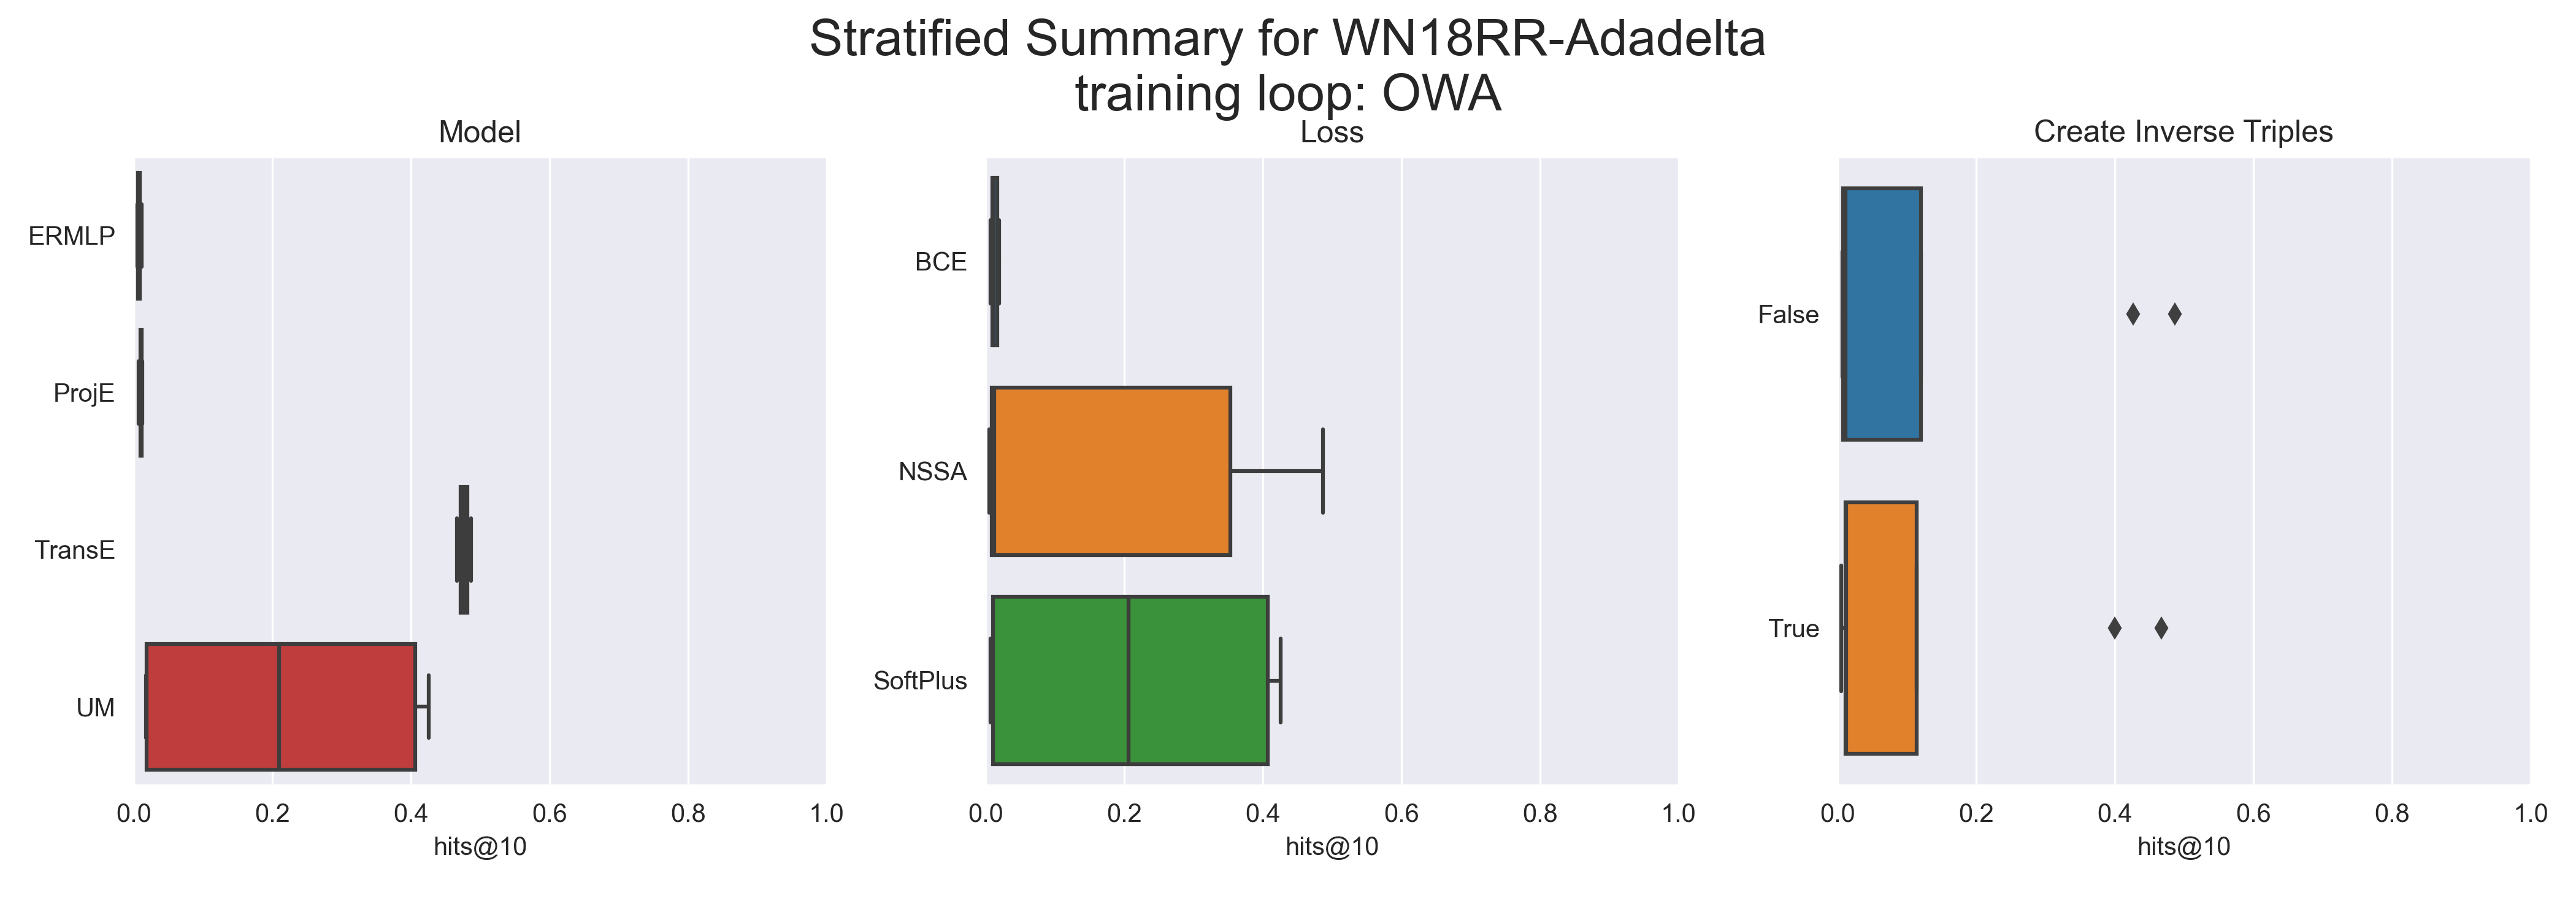 Stratified Summary for WN18RR-Adadelta
training loop: OWA
Model
ERMLP
ProjE
TransE
UM
0.0 0.2 0.4 0.6 0.8 1.0
hits@10
Loss
BCE
NSSA
SoftPlus
0.0 0.2 0.4 0.6 0.8 1.0
hits@10
Create Inverse Triples
False
True
0.0 0.2 0.4 0.6 0.8 1.0
hits@10